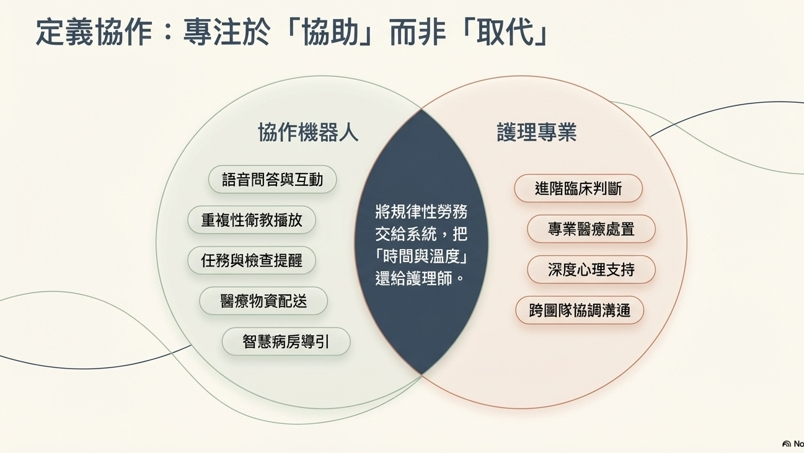 定義協作：專注於「協助」而非「取代」
協作機器人
語音問答與互動
重複性衛教播放
任務與檢查提醒
醫療物資配送
智慧病房導引
將規律性勞務
交給系統，把
「時間與溫度」
還給護理師。
護理專業
進階臨床判斷
專業醫療處置
深度心理支持
跨團隊協調溝通
No